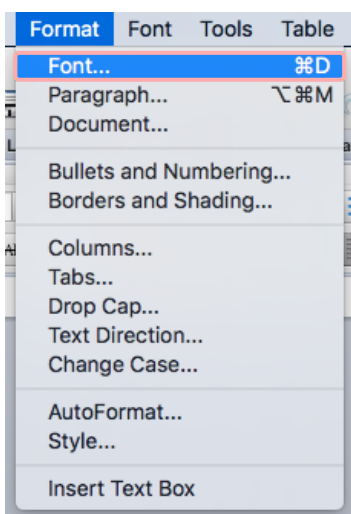 Format Font Tools Table
Font... ⌘D
Paragraph... ⌥⌘M
Document...
Bullets and Numbering...
Borders and Shading...
Columns...
Tabs...
Drop Cap...
Text Direction...
Change Case...
AutoFormat...
Style...
Insert Text Box